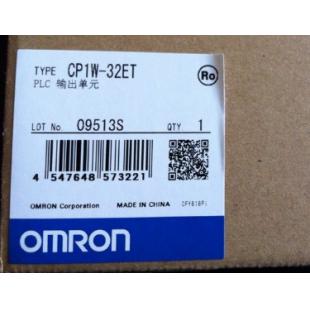 TYPE CP1W-32ET
Ro
PLC 输出单元
LOT No. 09513S QTY 1
4 547648 573221
OMRON Corporation MADE IN CHINA
OMRON